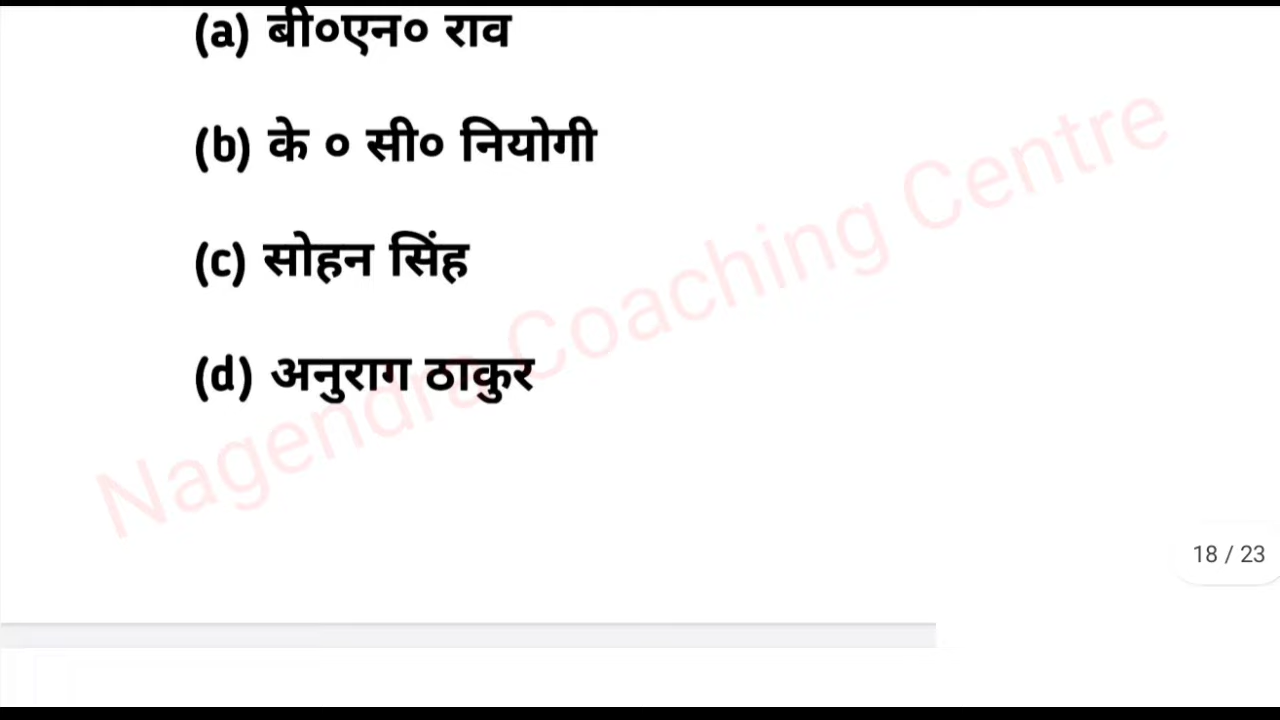 (a) बी०एन० राव
(b) के ० सी० नियोगी
(c) सोहन सिंह
(d) अनुराग ठाकुर
Nagendra Coaching Centre
18 / 23